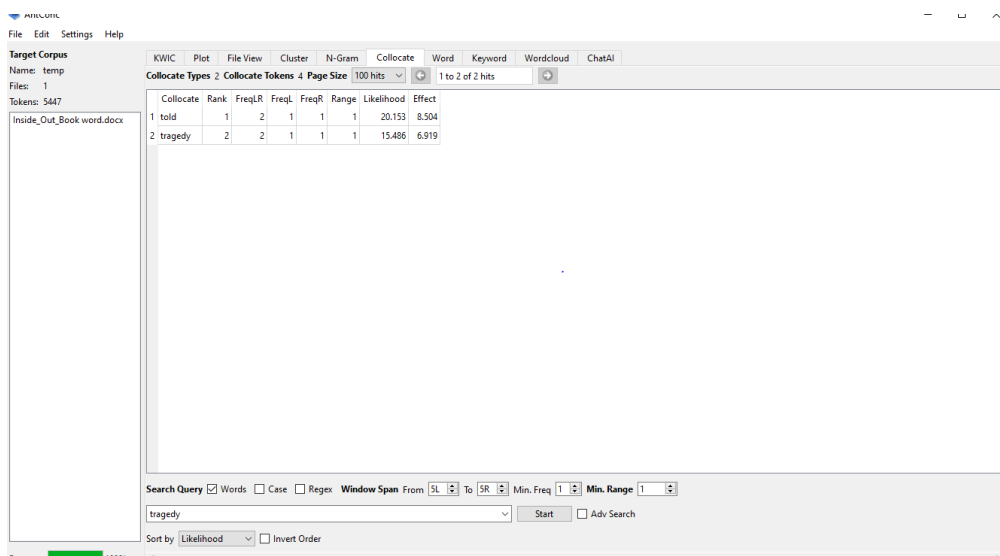 AntConc
File Edit Settings Help
Target Corpus
Name: temp
Files: 1
Tokens: 5447
Inside_Out_Book word.docx
KWIC Plot File View Cluster N-Gram Collocate Word Keyword Wordcloud ChatAI
Collocate Types 2 Collocate Tokens 4 Page Size 100 hits 1 to 2 of 2 hits
Collocate Rank FreqLR FreqL FreqR Range Likelihood Effect
1 told 1 2 1 1 1 20.153 8.504
2 tragedy 2 2 1 1 1 15.486 6.919
Search Query Words Case Regex Window Span From 5L To 5R Min. Freq 1 Min. Range 1
tragedy Start Adv Search
Sort by Likelihood Invert Order